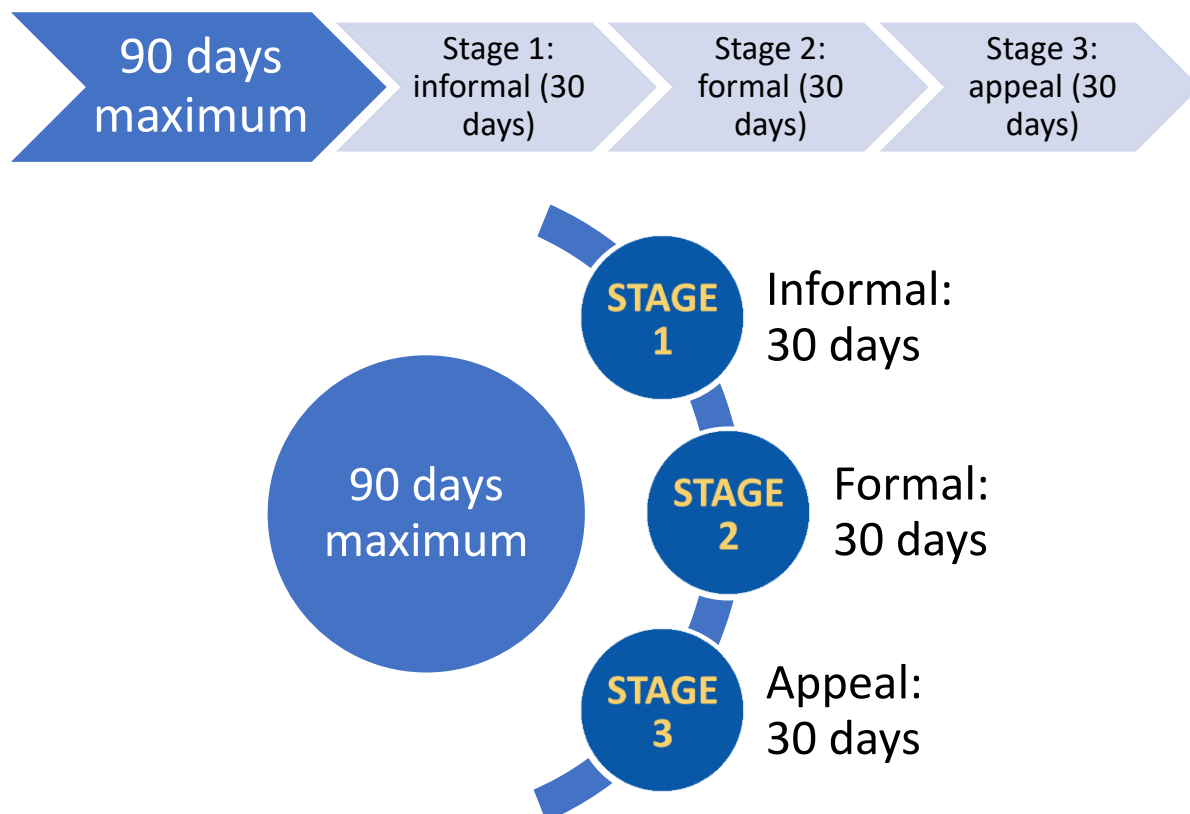 90 days
maximum
Stage 1:
informal (30
days)
Stage 2:
formal (30
days)
Stage 3:
appeal (30
days)
90 days
maximum
STAGE
1
Informal:
30 days
STAGE
2
Formal:
30 days
STAGE
3
Appeal:
30 days